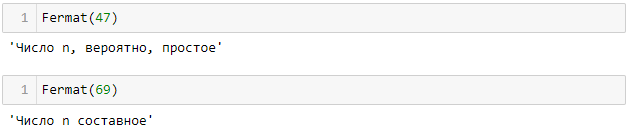 1 Fermat(47)
'Число n, вероятно, простое'
1 Fermat(69)
'Число n составное'